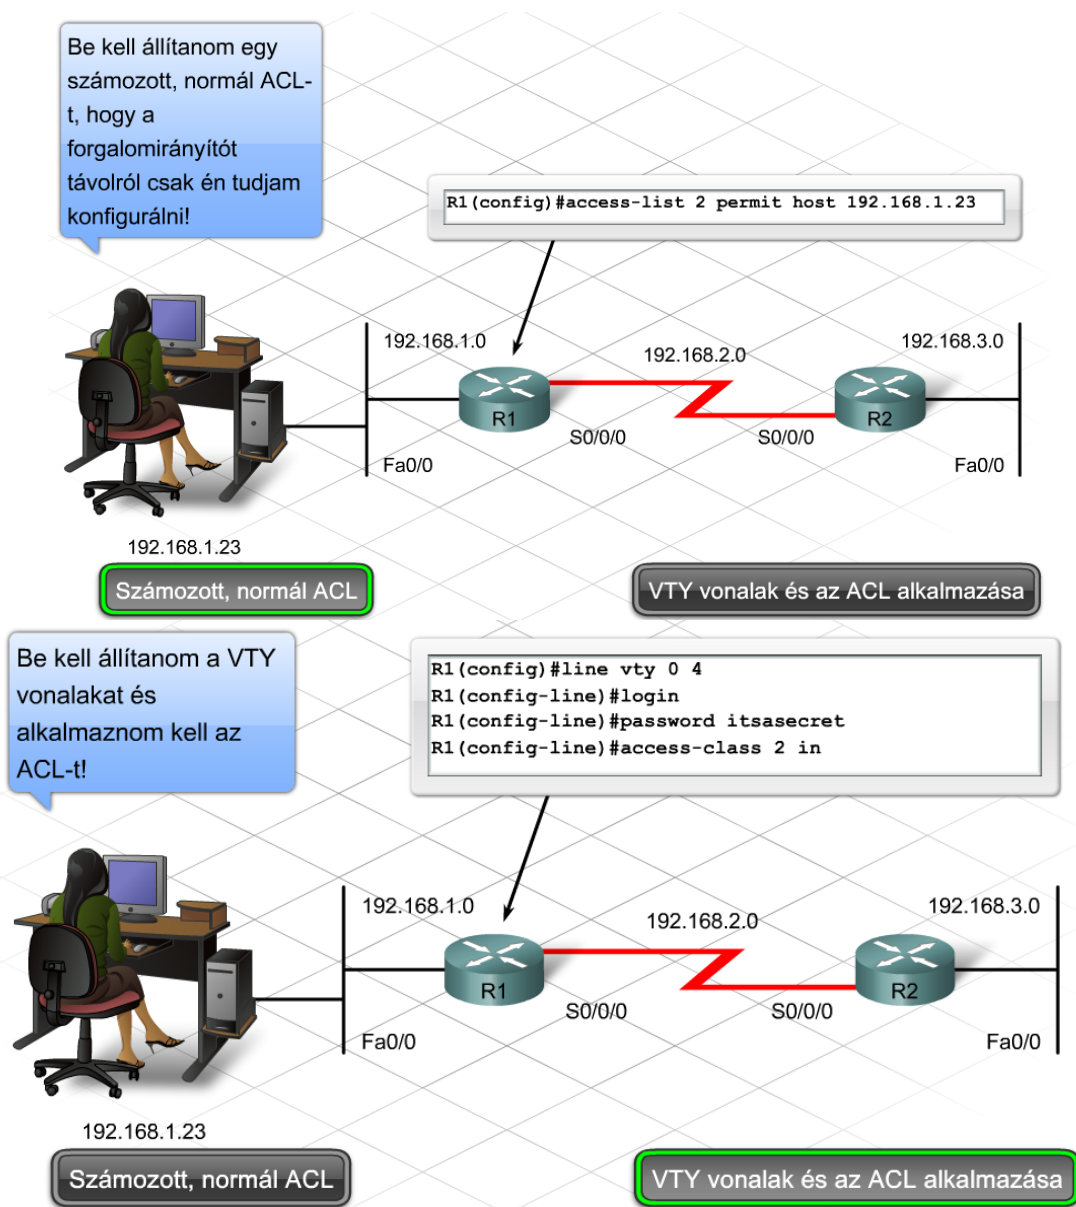 Be kell állítanom egy
számozott, normál ACL-
t, hogy a
forgalomirányítót
távolról csak én tudjam
konfigurálni!
R1(config)#access-list 2 permit host 192.168.1.23
192.168.1.0
192.168.2.0
192.168.3.0
R1
R2
S0/0/0
S0/0/0
Fa0/0
Fa0/0
192.168.1.23
Számozott, normál ACL
VTY vonalak és az ACL alkalmazása
Be kell állítanom a VTY
vonalakat és
alkalmaznom kell az
ACL-t!
R1(config)#line vty 0 4
R1(config-line)#login
R1(config-line)#password itsasecret
R1(config-line)#access-class 2 in
192.168.1.0
192.168.2.0
192.168.3.0
R1
R2
S0/0/0
S0/0/0
Fa0/0
Fa0/0
192.168.1.23
Számozott, normál ACL
VTY vonalak és az ACL alkalmazása